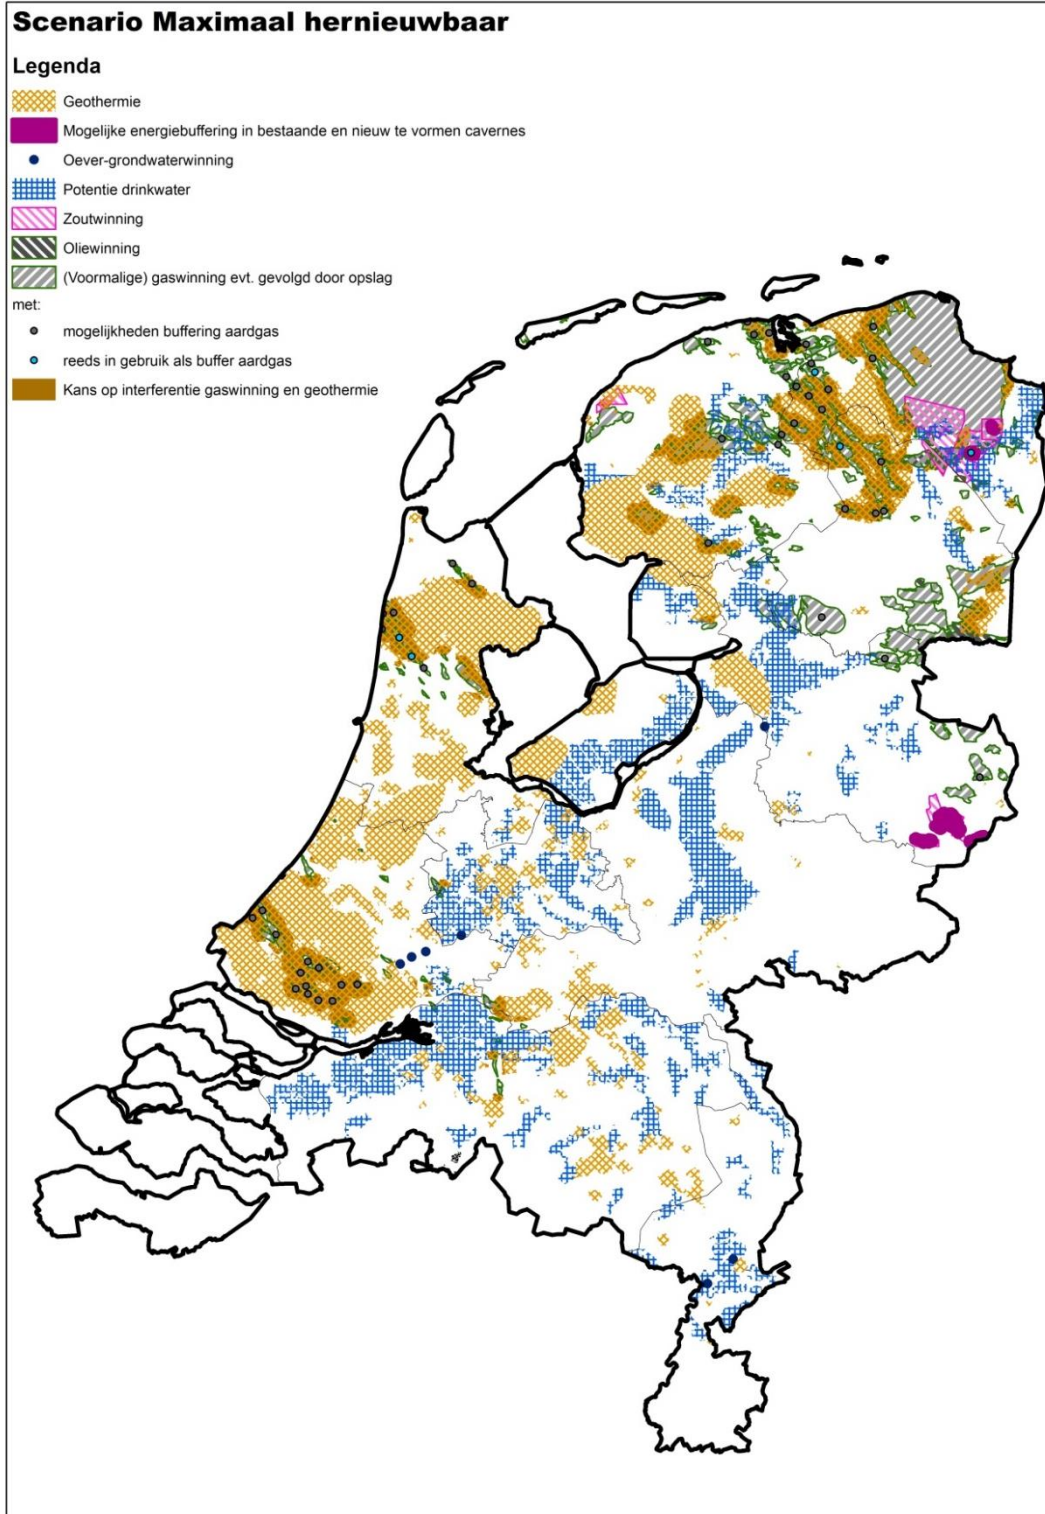 Scenario Maximaal hernieuwbaar
Legenda
Geothermie
Mogelijke energiebuffering in bestaande en nieuw te vormen cavernes
Oever-grondwaterwinning
Potentie drinkwater
Zoutwinning
Oliewinning
(Voormalige) gaswinning evt. gevolgd door opslag
met:
mogelijkheden buffering aardgas
reeds in gebruik als buffer aardgas
Kans op interferentie gaswinning en geothermie